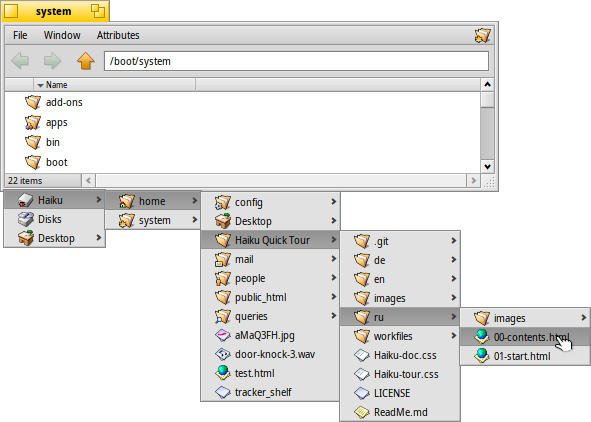 system
File Window Attributes
/boot/system
Name
add-ons
apps
bin
boot
22 items
Haiku
Disks
Desktop
home
system
config
Desktop
Haiku Quick Tour
mail
people
public_html
queries
aMaQ3FH.jpg
door-knock-3.wav
test.html
tracker_shelf
.git
de
en
images
ru
workfiles
Haiku-doc.css
Haiku-tour.css
LICENSE
ReadMe.md
images
00-contents.html
01-start.html